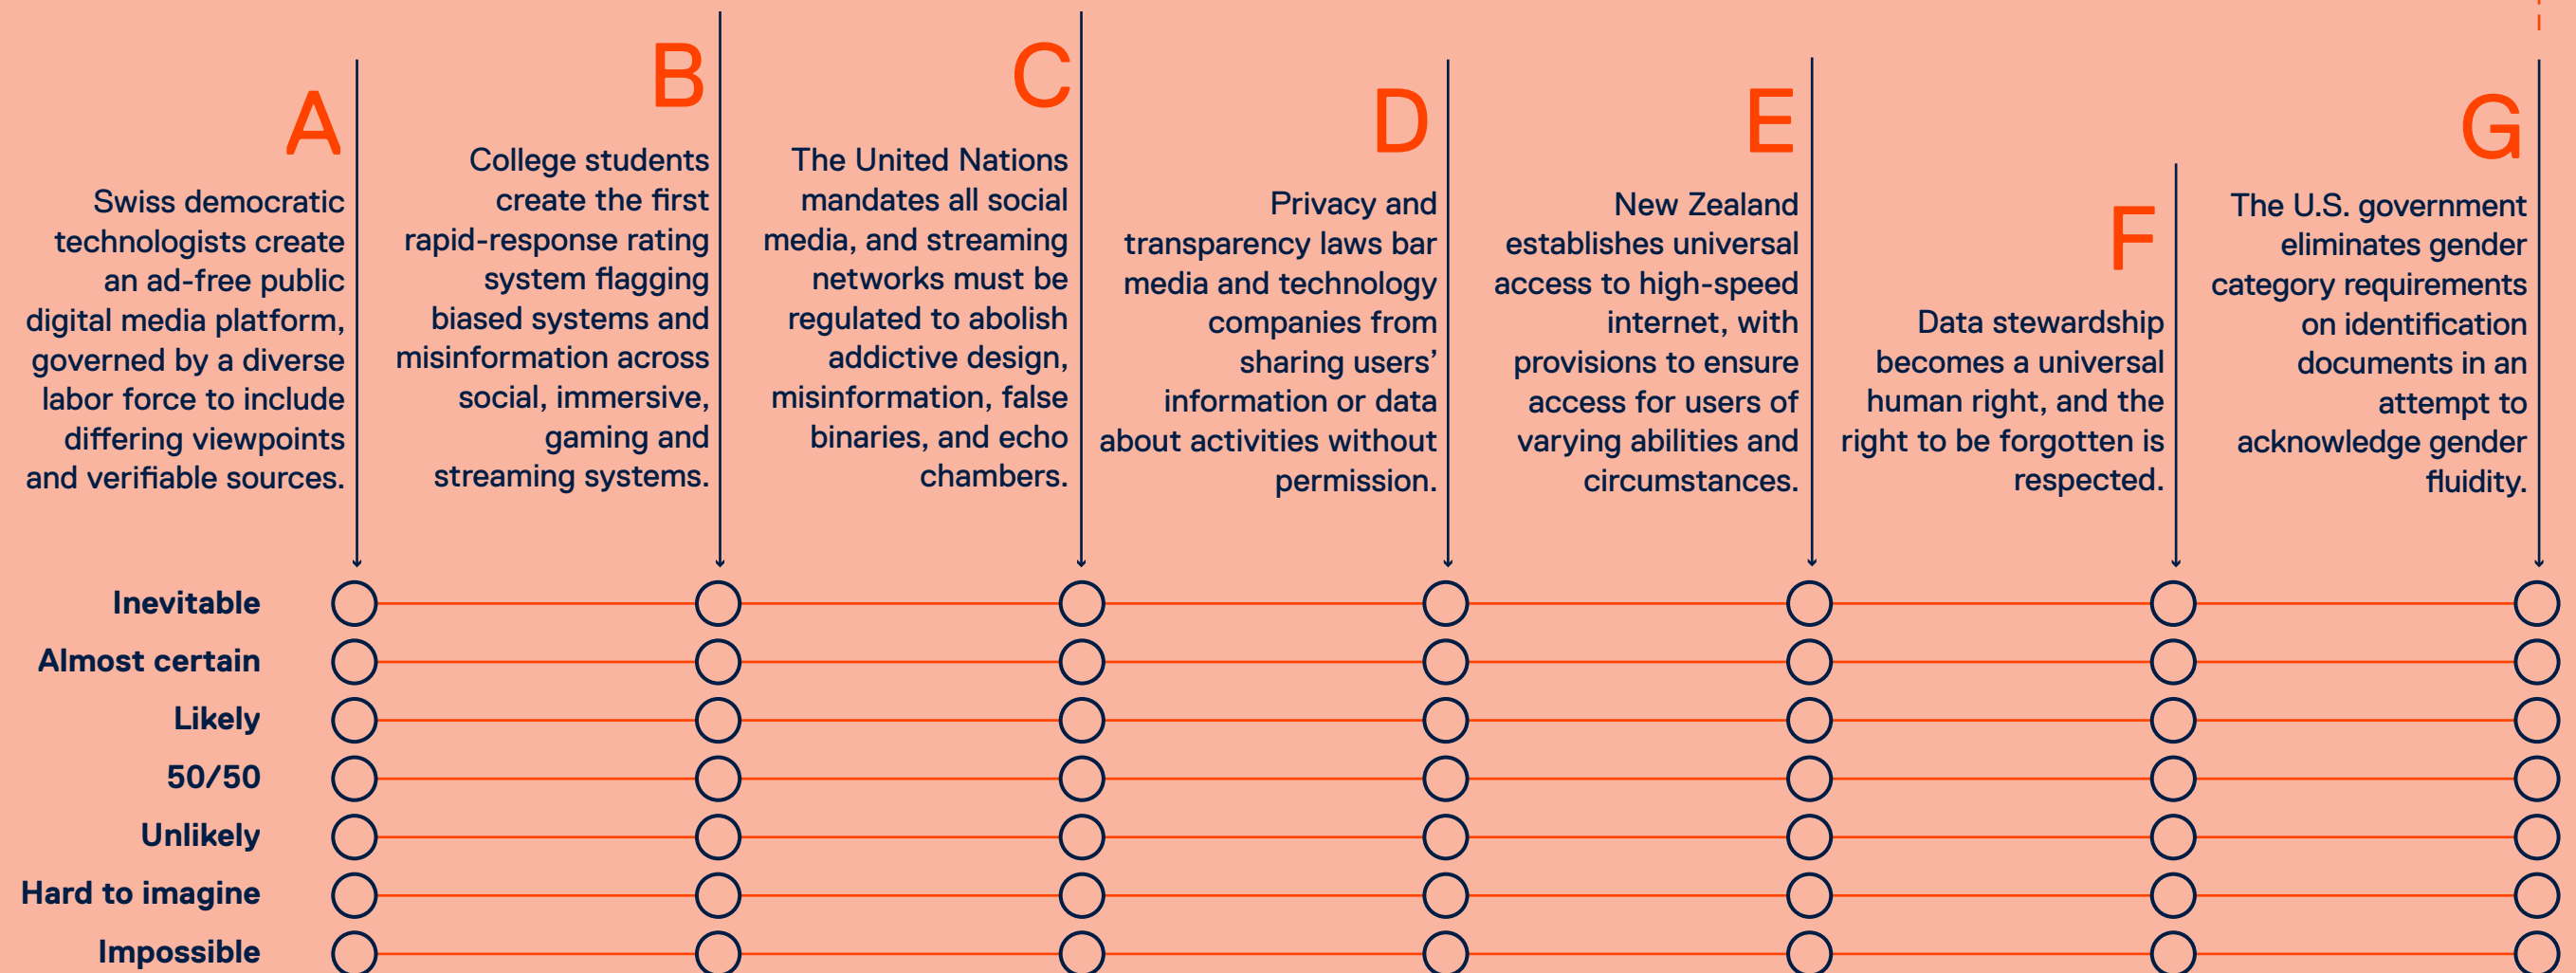 A
Swiss democratic
technologists create
an ad-free public
digital media platform,
governed by a diverse
labor force to include
differing viewpoints
and verifiable sources.
B
College students
create the first
rapid-response rating
system flagging
biased systems and
misinformation across
social, immersive,
gaming and
streaming systems.
C
The United Nations
mandates all social
media, and streaming
networks must be
regulated to abolish
addictive design,
misinformation, false
binaries, and echo
chambers.
D
Privacy and
transparency laws bar
media and technology
companies from
sharing users’
information or data
about activities without
permission.
E
New Zealand
establishes universal
access to high-speed
internet, with
provisions to ensure
access for users of
varying abilities and
circumstances.
F
Data stewardship
becomes a universal
human right, and the
right to be forgotten is
respected.
G
The U.S. government
eliminates gender
category requirements
on identification
documents in an
attempt to
acknowledge gender
fluidity.
Inevitable
Almost certain
Likely
50/50
Unlikely
Hard to imagine
Impossible